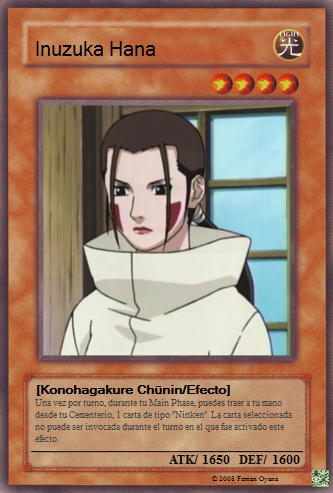 Inuzuka Hana
LIGHT
光
[Konohagakure Chūnin/Efecto]
Una vez por turno, durante tu Main Phase, puedes traer a tu mano
desde tu Cementerio, 1 carta de tipo "Ninken". La carta seleccionada
no puede ser invocada durante el turno en el que fue activado este
efecto.
ATK/ 1650 DEF/ 1600